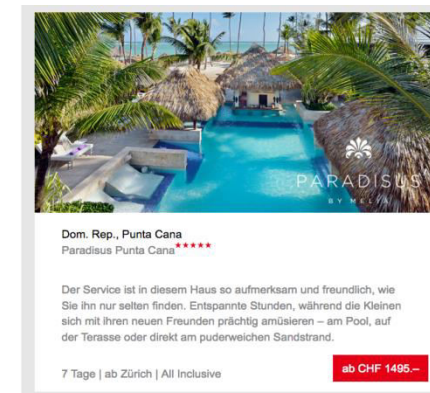 PARADISUS
BY MELIÁ
Dom. Rep., Punta Cana
Paradisus Punta Cana*****
Der Service ist in diesem Haus so aufmerksam und freundlich, wie
Sie ihn nur selten finden. Entspannte Stunden, während die Kleinen
sich mit ihren neuen Freunden prächtig amüsieren – am Pool, auf
der Terasse oder direkt am puderweichen Sandstrand.
7 Tage | ab Zürich | All Inclusive
ab CHF 1495.–